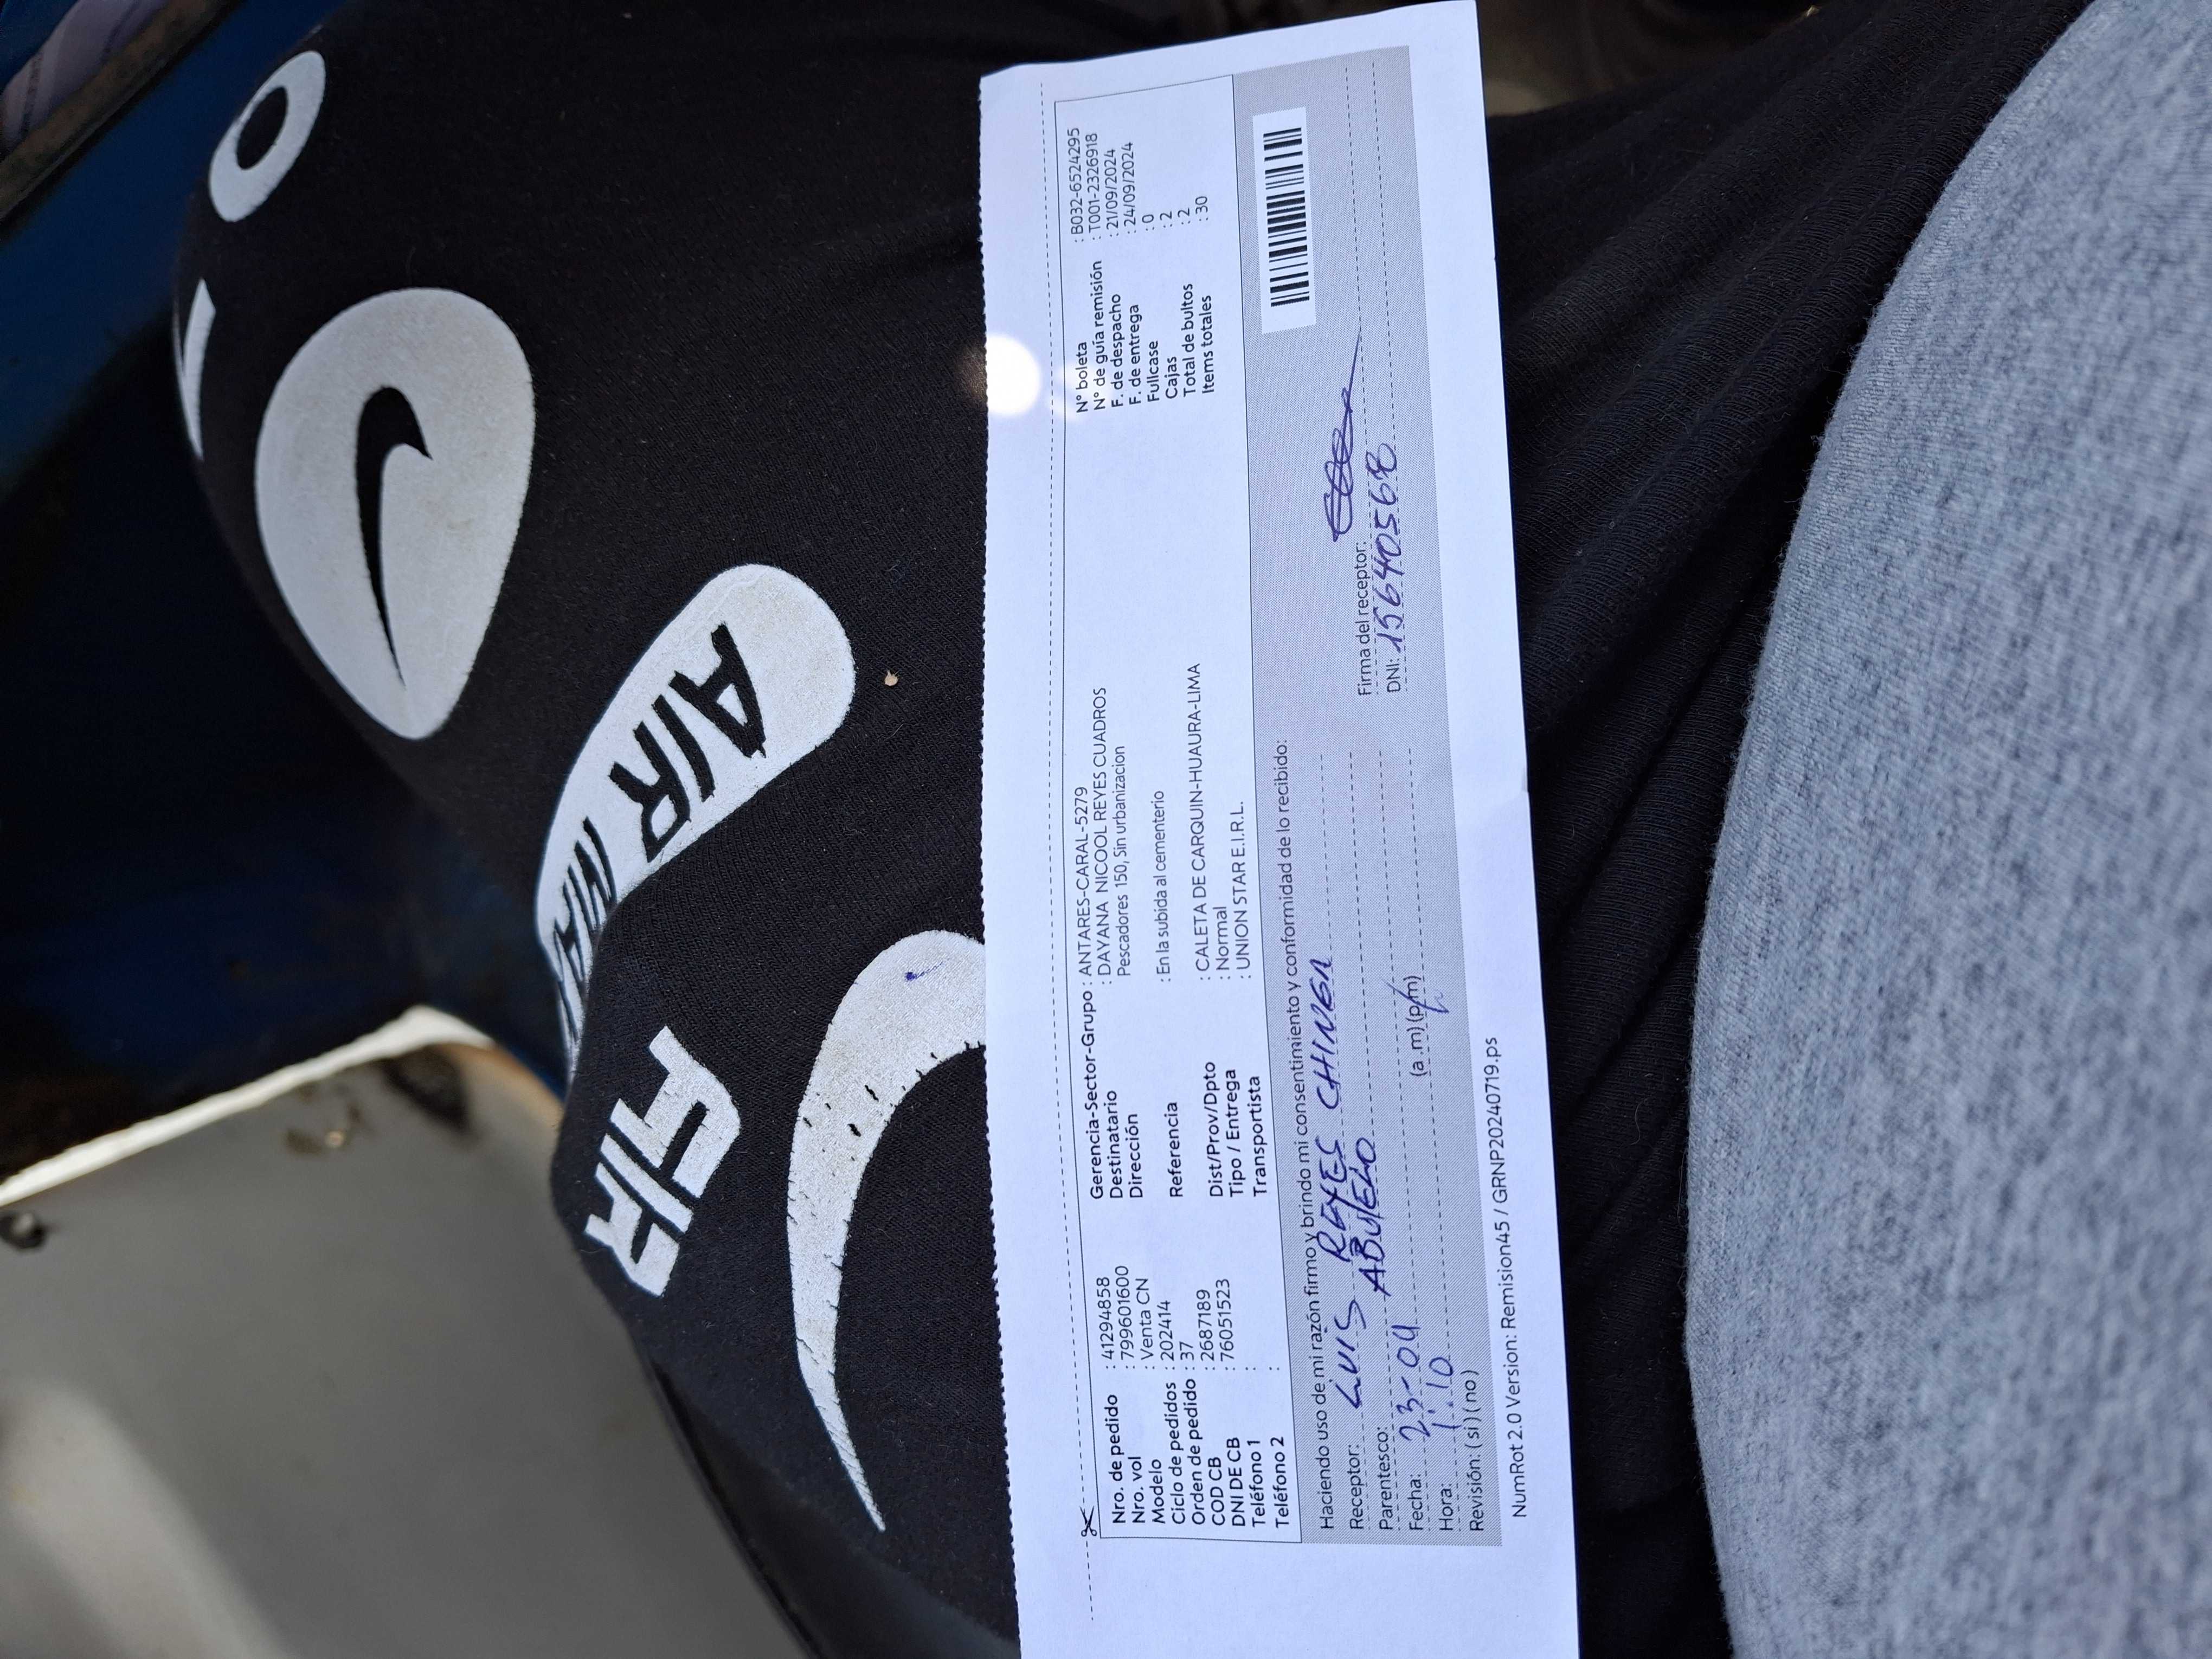 Nro. de pedido : 41294858
Nro. vol : 7996601600
Modelo : Venta CN
Ciclo de pedidos : 202414
Orden de pedido : 37
COD CB : 2687189
DNI DE CB : 76051523
Teléfono 1 :
Teléfono 2 :
Gerencia-Sector-Grupo : ANTARES-CARAL-5279
Destinatario : DAYANA NICOOL REYES CUADROS
Dirección Pescadores 150, Sin urbanizacion
Referencia : En la subida al cementerio
Dist/Prov/Dpto : CALETA DE CARQUIN-HUAURA-LIMA
Tipo / Entrega : Normal
Transportista : UNION STAR E.I.R.L.
N° boleta : B032-6524295
N° de guía remisión : T001-2326918
F. de despacho : 21/09/2024
F. de entrega : 24/09/2024
Fullcase : 0
Cajas : 2
Total de bultos : 2
Items totales : 30
Haciendo uso de mi razón firmo y brindo mi consentimiento y conformidad de lo recibido:
Receptor: LUIS REYES CHINGA
Parentesco: ABUELO
Fecha: 23-04
Hora: 1:10 (a.m) (p.m)
Revisión: ( si ) ( no )
Firma del receptor:
DNI: 15640568
NumRot 2.0 Version: Remision45 / GRNP20240719.ps
AIR
AIR